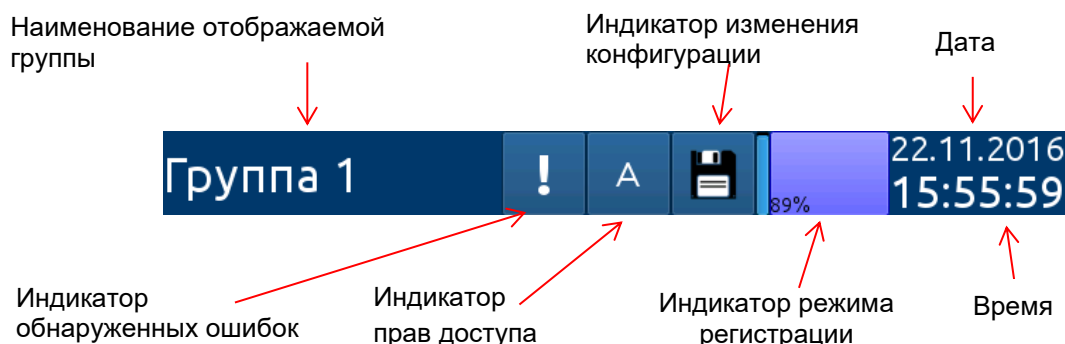 Наименование отображаемой
группы
Индикатор изменения
конфигурации
Дата
Группа 1
!
A
89%
22.11.2016
15:55:59
Индикатор
обнаруженных ошибок
Индикатор
прав доступа
Индикатор режима
регистрации
Время